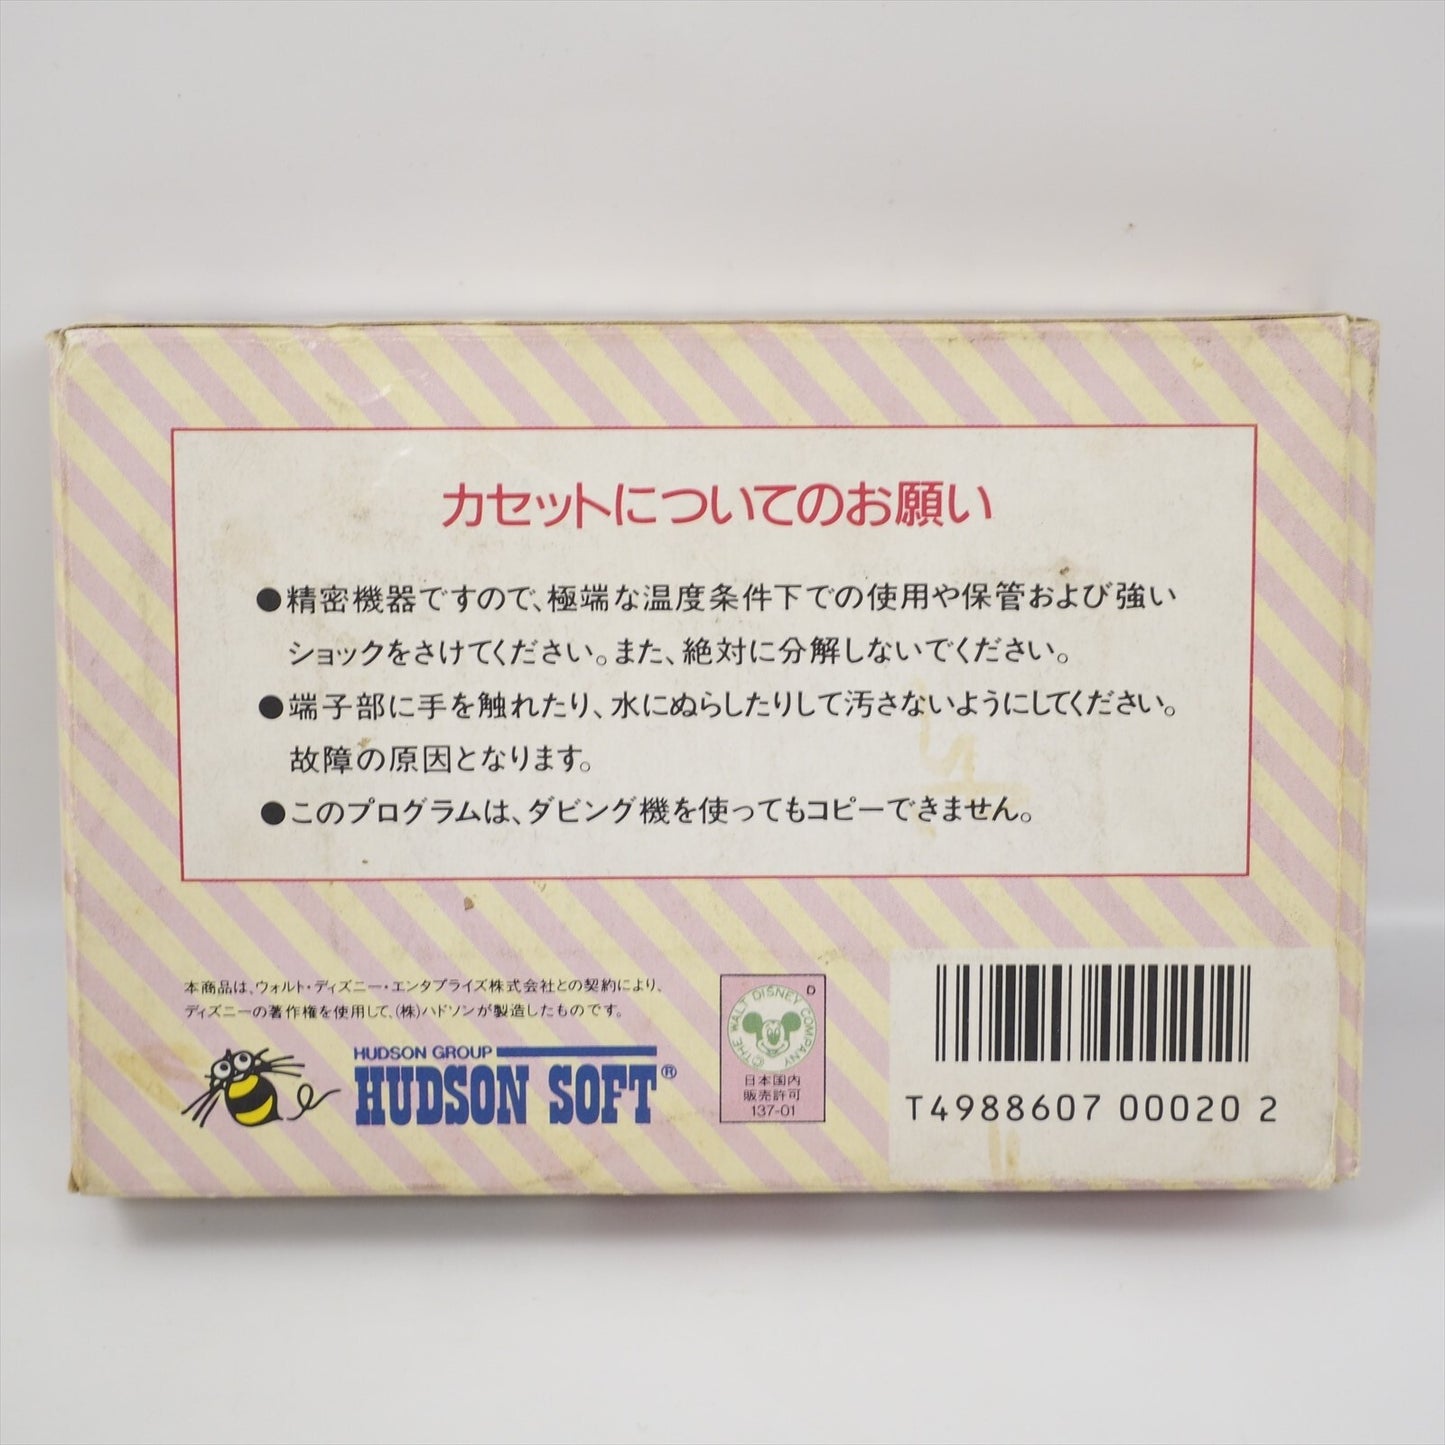 カセットについてのお願い
●精密機器ですので、極端な温度条件下での使用や保管および強い
ショックをさけてください。また、絶対に分解しないでください。
●端子部に手を触れたり、水にぬらしたりして汚さないようにしてください。
故障の原因となります。
●このプログラムは、ダビング機を使ってもコピーできません。
本商品は、ウォルト・ディズニー・エンタプライズ株式会社との契約により、
ディズニーの著作権を使用して、(株)ハドソンが製造したものです。
HUDSON GROUP
HUDSON SOFT®
D
©THE WALT DISNEY COMPANY
日本国内
販売許可
137-01
T4988607 00020 2